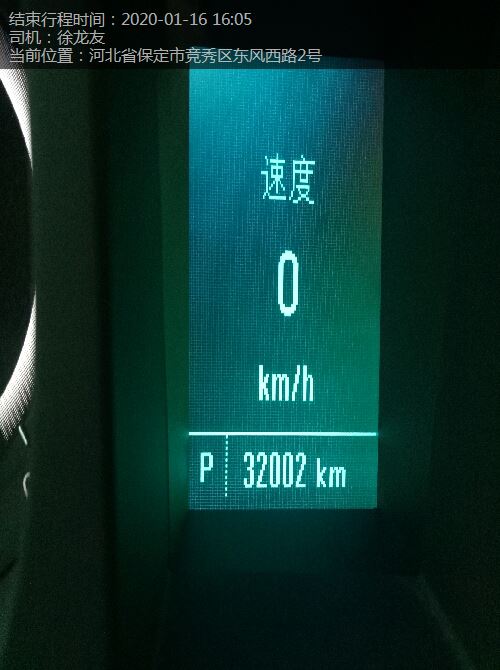 结束行程时间：2020-01-16 16:05
司机：徐龙友
当前位置：河北省保定市竞秀区东风西路2号
速度
0
km/h
P 32002 km